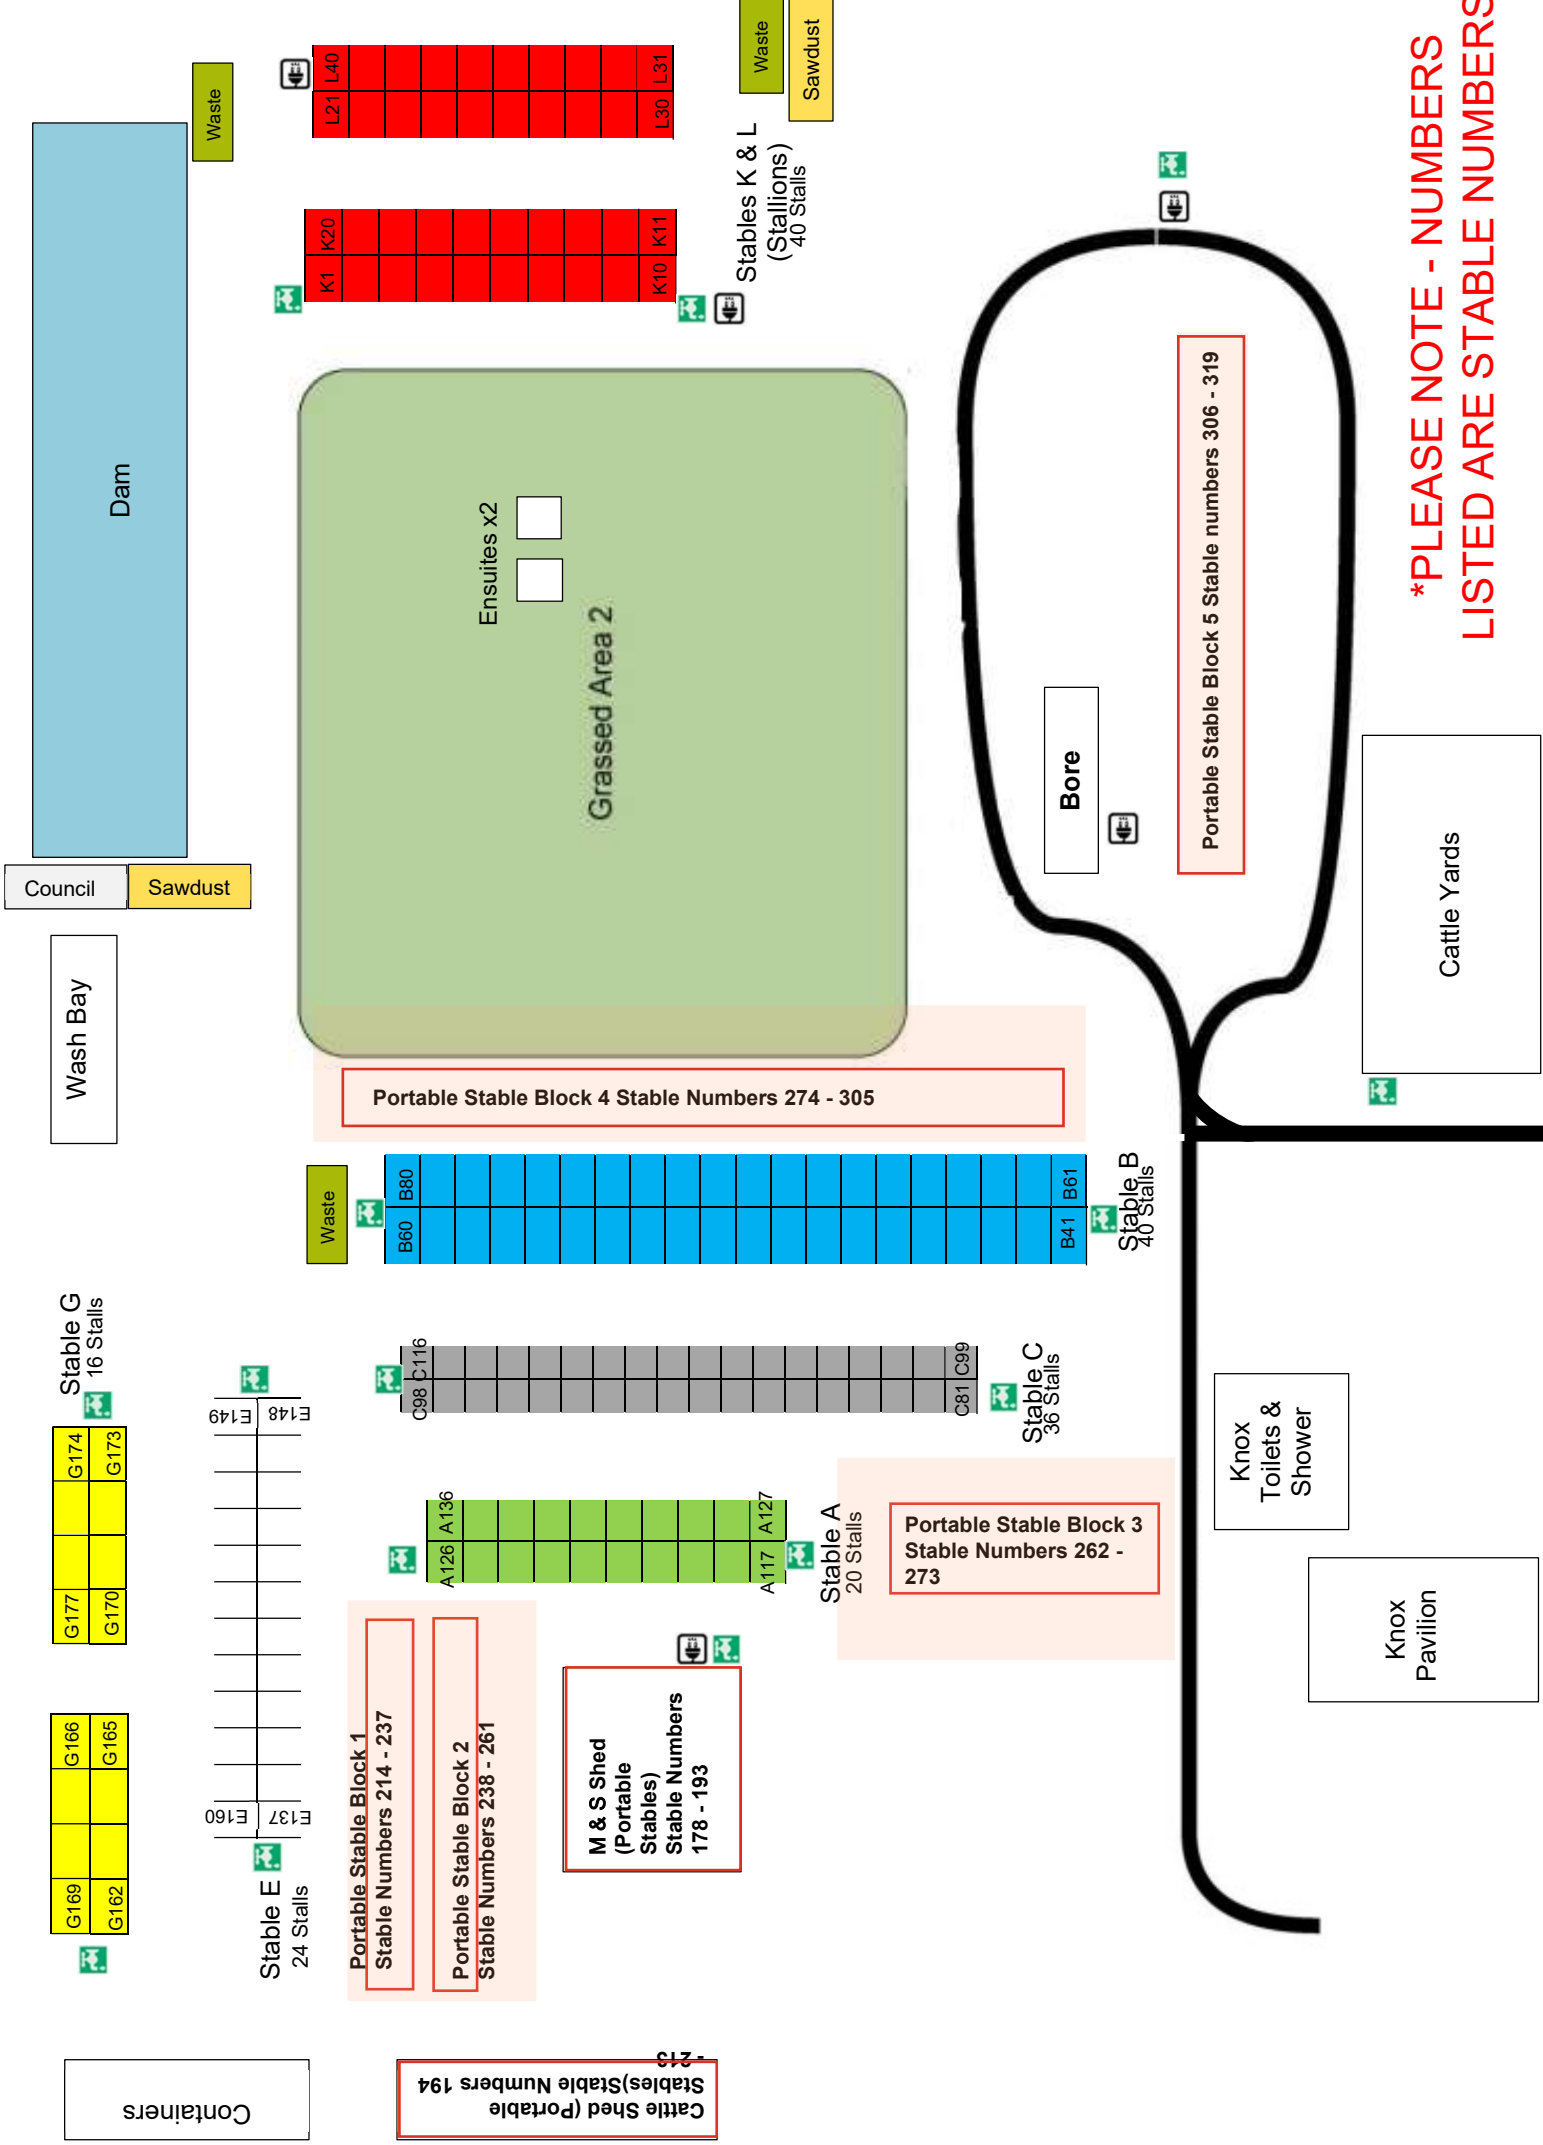 Dam
Waste
L40
L21
L31
L30
Waste
Sawdust
K20
K1
K11
K10
Stables K & L
(Stallions)
40 Stalls
Council
Sawdust
Wash Bay
Ensuites x2
Grassed Area 2
Bore
Portable Stable Block 5 Stable numbers 306 - 319
*PLEASE NOTE - NUMBERS
LISTED ARE STABLE NUMBERS
Cattle Yards
Portable Stable Block 4 Stable Numbers 274 - 305
Waste
B80
B60
B61
B41
Stable B
40 Stalls
Stable G
16 Stalls
G174
G173
G177
G170
G166
G165
G169
G162
E149
E148
E160
E137
Stable E
24 Stalls
C116
C98
C99
C81
Stable C
36 Stalls
A136
A126
A127
A117
Stable A
20 Stalls
Portable Stable Block 1
Stable Numbers 214 - 237
Portable Stable Block 2
Stable Numbers 238 - 261
M & S Shed
(Portable
Stables)
Stable Numbers
178 - 193
Portable Stable Block 3
Stable Numbers 262 -
273
Knox
Toilets &
Shower
Knox
Pavilion
Containers
Cattle Shed (Portable
Stables)Stable Numbers 194
- 213